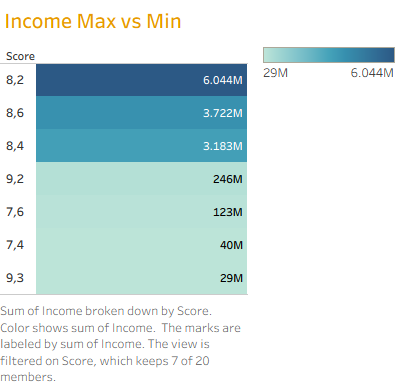 Income Max vs Min
Score
8,2 6.044M
8,6 3.722M
8,4 3.183M
9,2 246M
7,6 123M
7,4 40M
9,3 29M
29M 6.044M
Sum of Income broken down by Score.
Color shows sum of Income. The marks are
labeled by sum of Income. The view is
filtered on Score, which keeps 7 of 20
members.